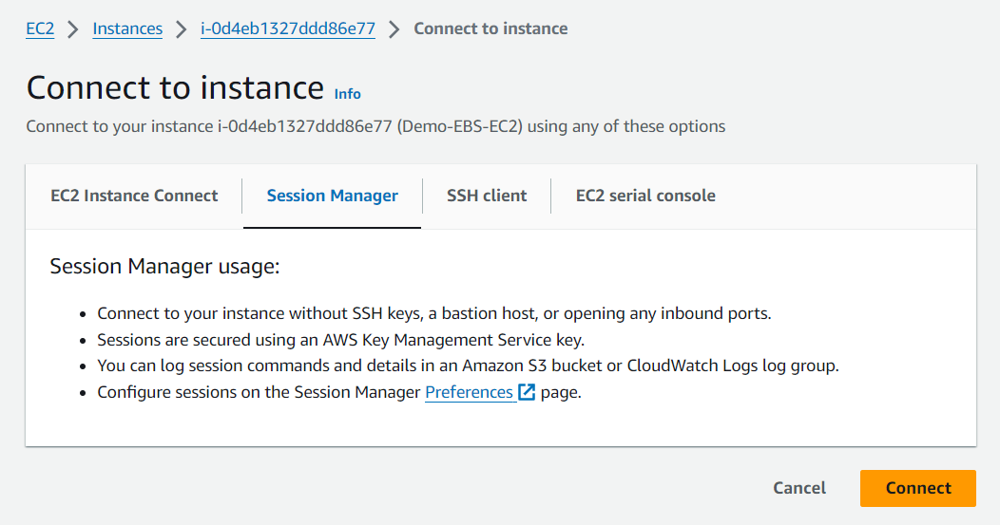 EC2 > Instances > i-0d4eb1327ddd86e77 > Connect to instance
Connect to instance Info
Connect to your instance i-0d4eb1327ddd86e77 (Demo-EBS-EC2) using any of these options
EC2 Instance Connect Session Manager SSH client EC2 serial console
Session Manager usage:
• Connect to your instance without SSH keys, a bastion host, or opening any inbound ports.
• Sessions are secured using an AWS Key Management Service key.
• You can log session commands and details in an Amazon S3 bucket or CloudWatch Logs log group.
• Configure sessions on the Session Manager Preferences page.
Cancel Connect